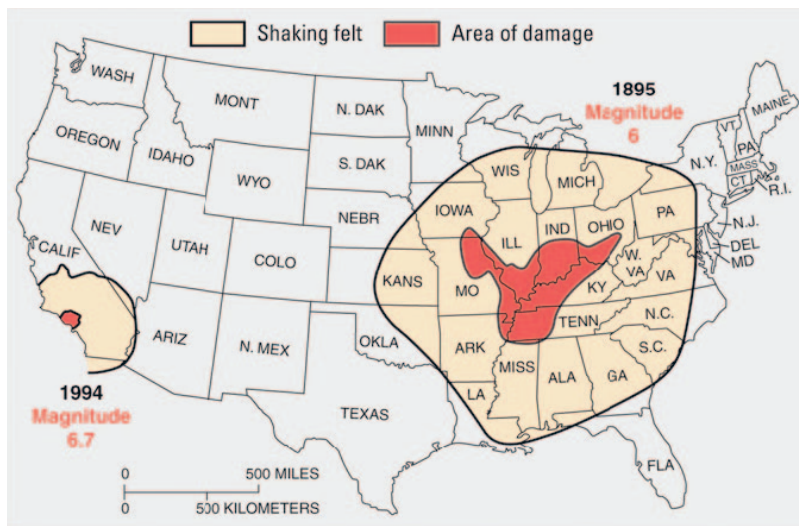 Shaking felt
Area of damage
WASH
MONT
N. DAK
MINN
1895
Magnitude
6
MAINE
VT
PA
OREGON
IDAHO
S. DAK
WIS
MICH
N.Y.
MASS
CT
R.I.
WYO
NEBR
IOWA
NEV
ILL
IND
OHIO
PA
N.J.
CALIF
UTAH
COLO
W.
VA
DEL
MD
KANS
MO
KY
VA
ARIZ
N. MEX
OKLA
TENN
N.C.
ARK
S.C.
1994
Magnitude
6.7
MISS
ALA
GA
LA
TEXAS
FLA
0 500 MILES
0 500 KILOMETERS